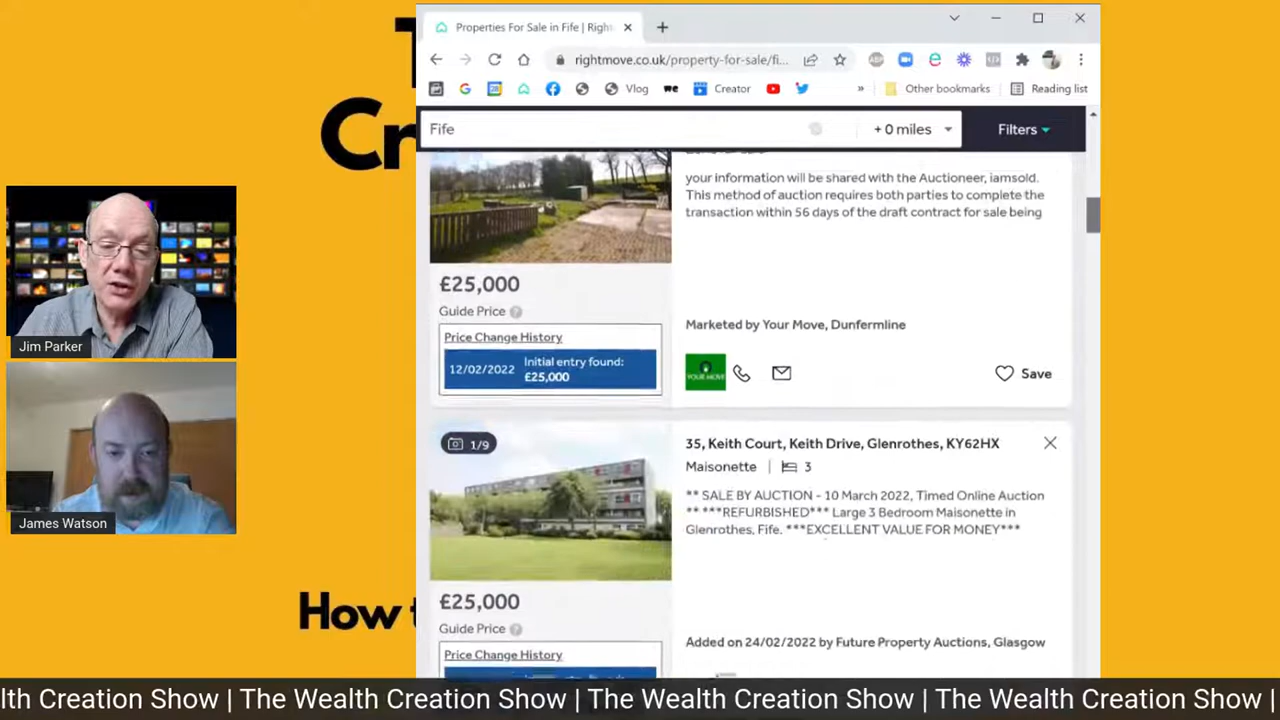 T
Cr
How t
Properties For Sale in Fife | Right
rightmove.co.uk/property-for-sale/fi...
Vlog
Creator
»
Other bookmarks
Reading list
Fife
+ 0 miles
Filters
your information will be shared with the Auctioneer, iamsold.
This method of auction requires both parties to complete the
transaction within 56 days of the draft contract for sale being
£25,000
Guide Price ?
Price Change History
12/02/2022
Initial entry found:
£25,000
Marketed by Your Move, Dunfermline
YOUR MOVE
Save
1/9
35, Keith Court, Keith Drive, Glenrothes, KY62HX
Maisonette | 3
** SALE BY AUCTION - 10 March 2022, Timed Online Auction
** ***REFURBISHED*** Large 3 Bedroom Maisonette in
Glenrothes, Fife. ***EXCELLENT VALUE FOR MONEY***
£25,000
Guide Price ?
Price Change History
Added on 24/02/2022 by Future Property Auctions, Glasgow
Jim Parker
James Watson
lth Creation Show | The Wealth Creation Show | The Wealth Creation Show | The Wealth Creation Show |